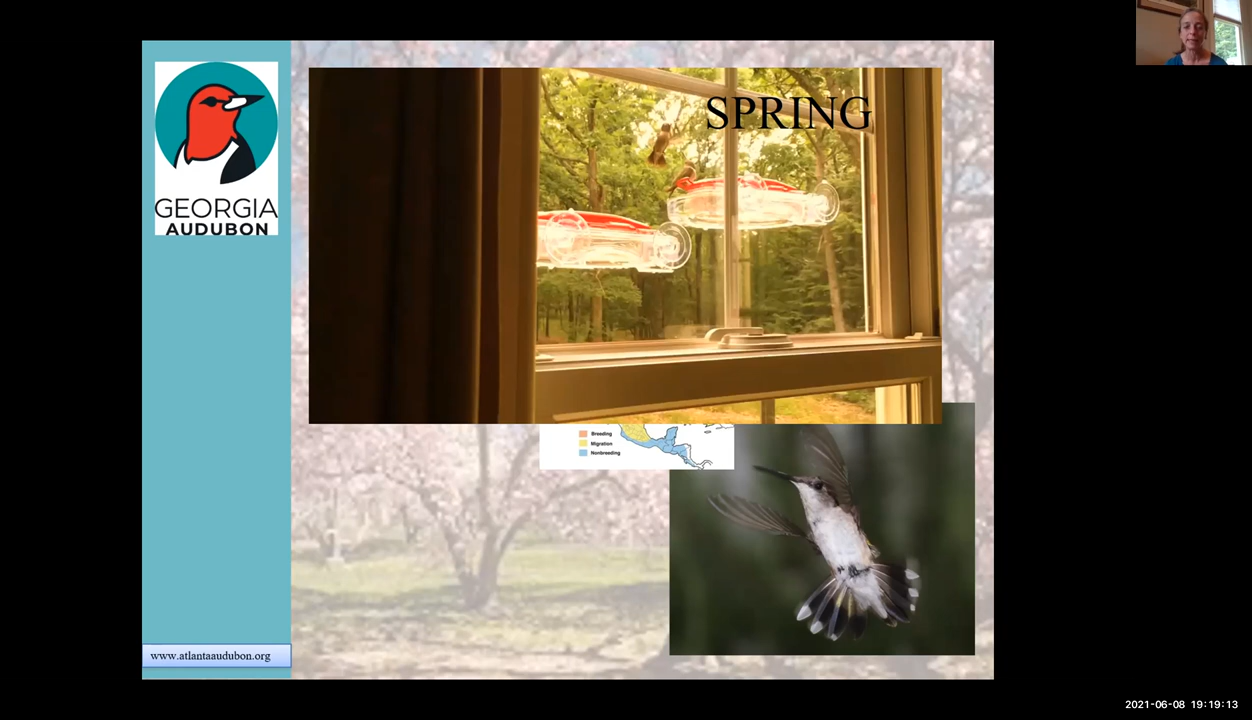 SPRING
GEORGIA
AUDUBON
Breeding
Migration
Nonbreeding
www.atlantaaudubon.org
2021-06-08 19:19:13